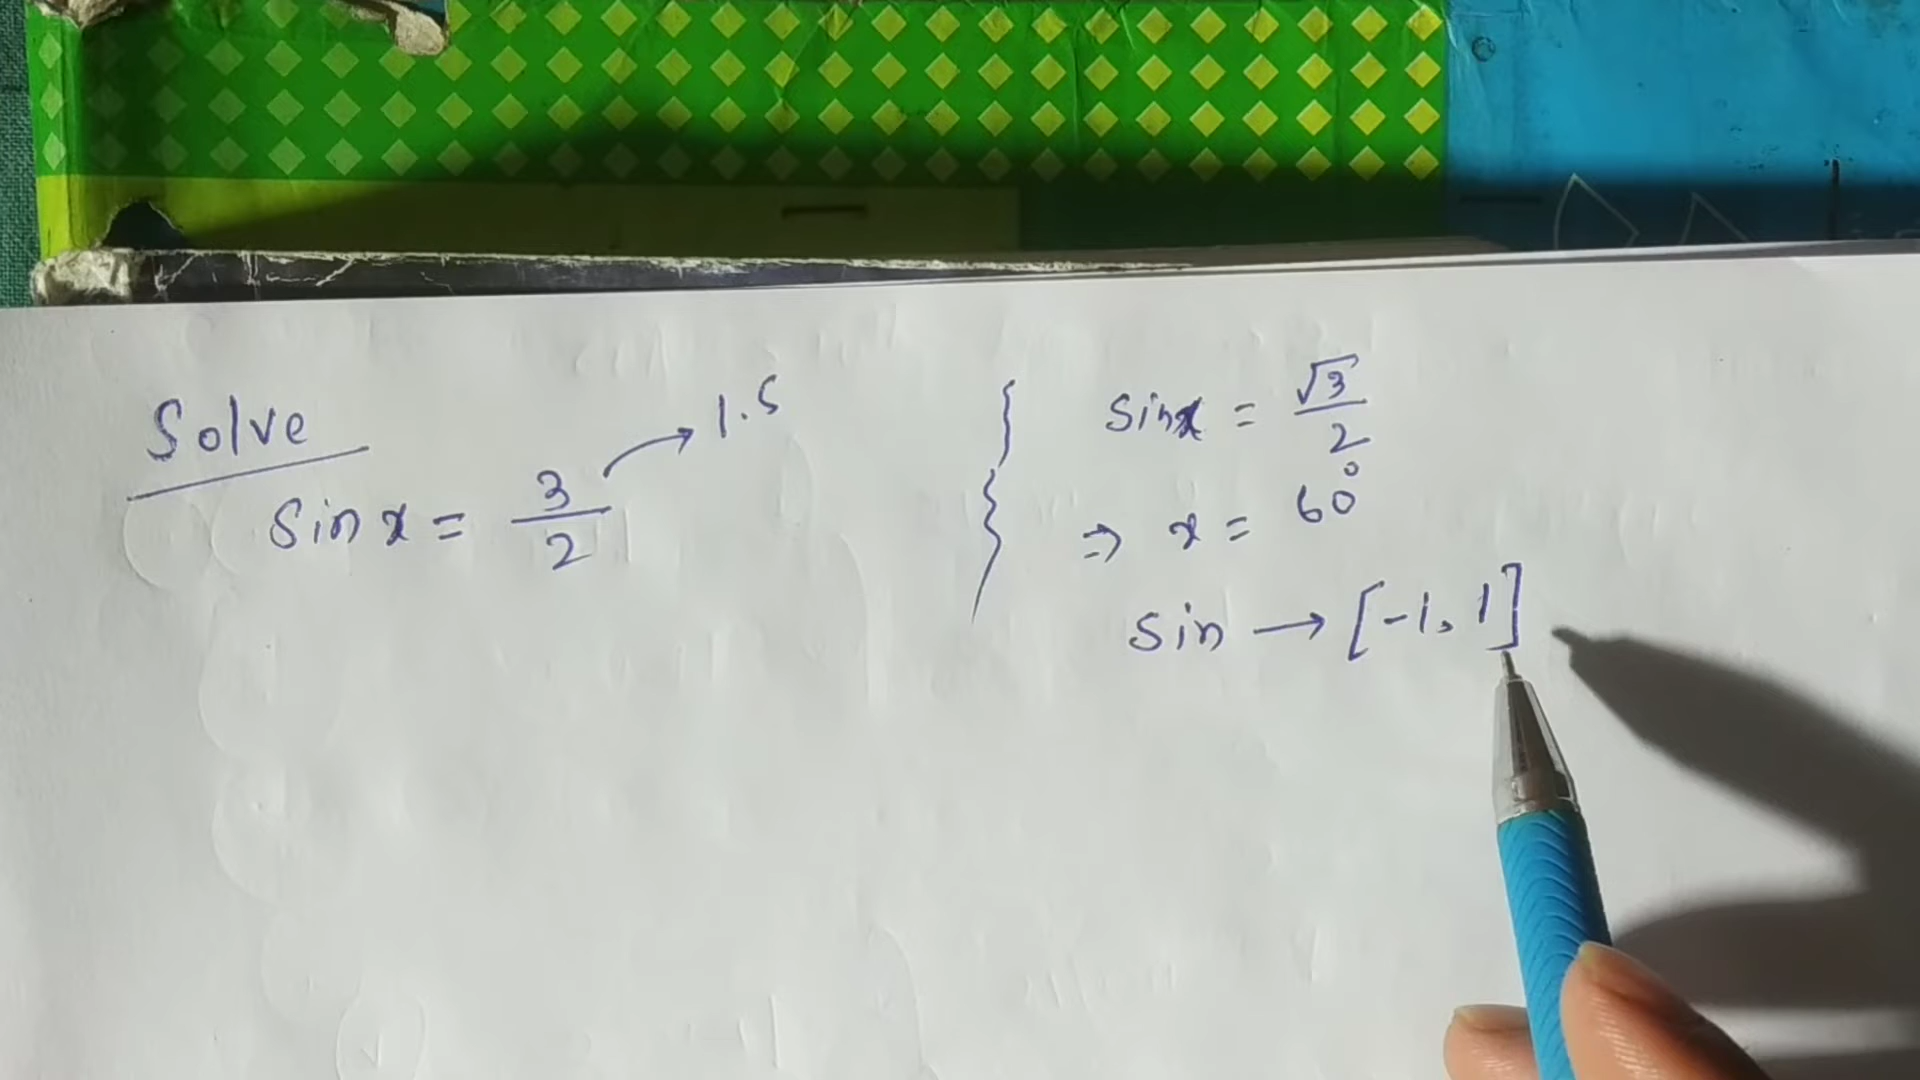 Solve
sin x = 3/2 → 1.5
sin x = √3/2
⇒ x = 60°
sin → [-1, 1]